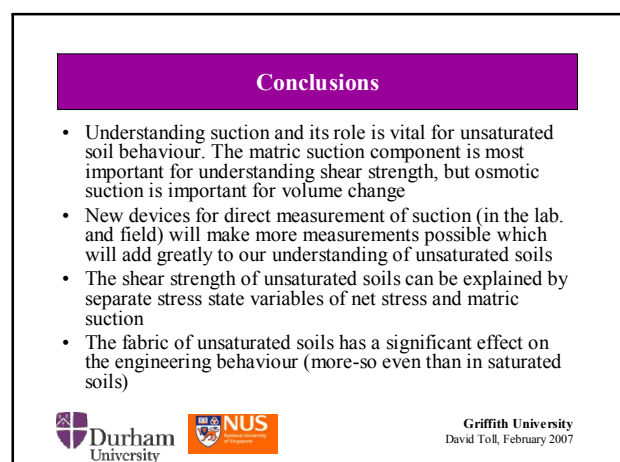 Conclusions
• Understanding suction and its role is vital for unsaturated
soil behaviour. The matric suction component is most
important for understanding shear strength, but osmotic
suction is important for volume change
• New devices for direct measurement of suction (in the lab.
and field) will make more measurements possible which
will add greatly to our understanding of unsaturated soils
• The shear strength of unsaturated soils can be explained by
separate stress state variables of net stress and matric
suction
• The fabric of unsaturated soils has a significant effect on
the engineering behaviour (more-so even than in saturated
soils)
Durham
University
NUS
National University
of Singapore
Griffith University
David Toll, February 2007